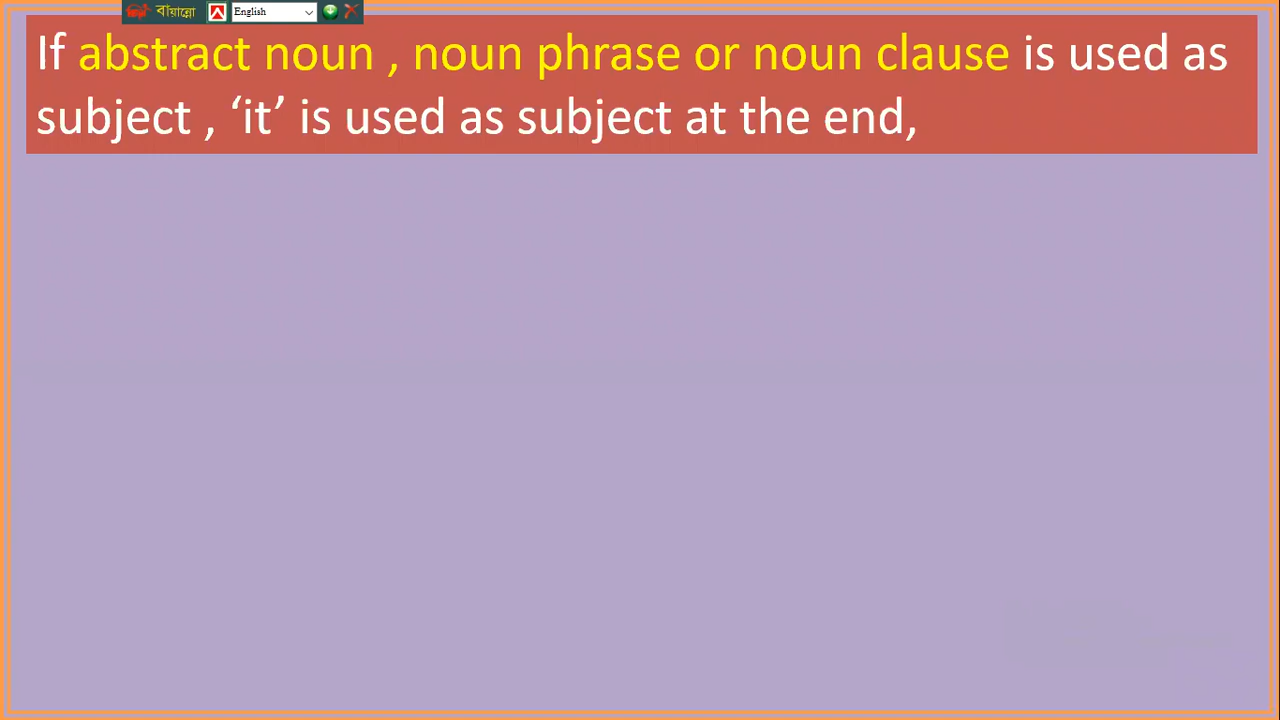 বায়ান্নো English
If abstract noun , noun phrase or noun clause is used as
subject , ‘it’ is used as subject at the end,